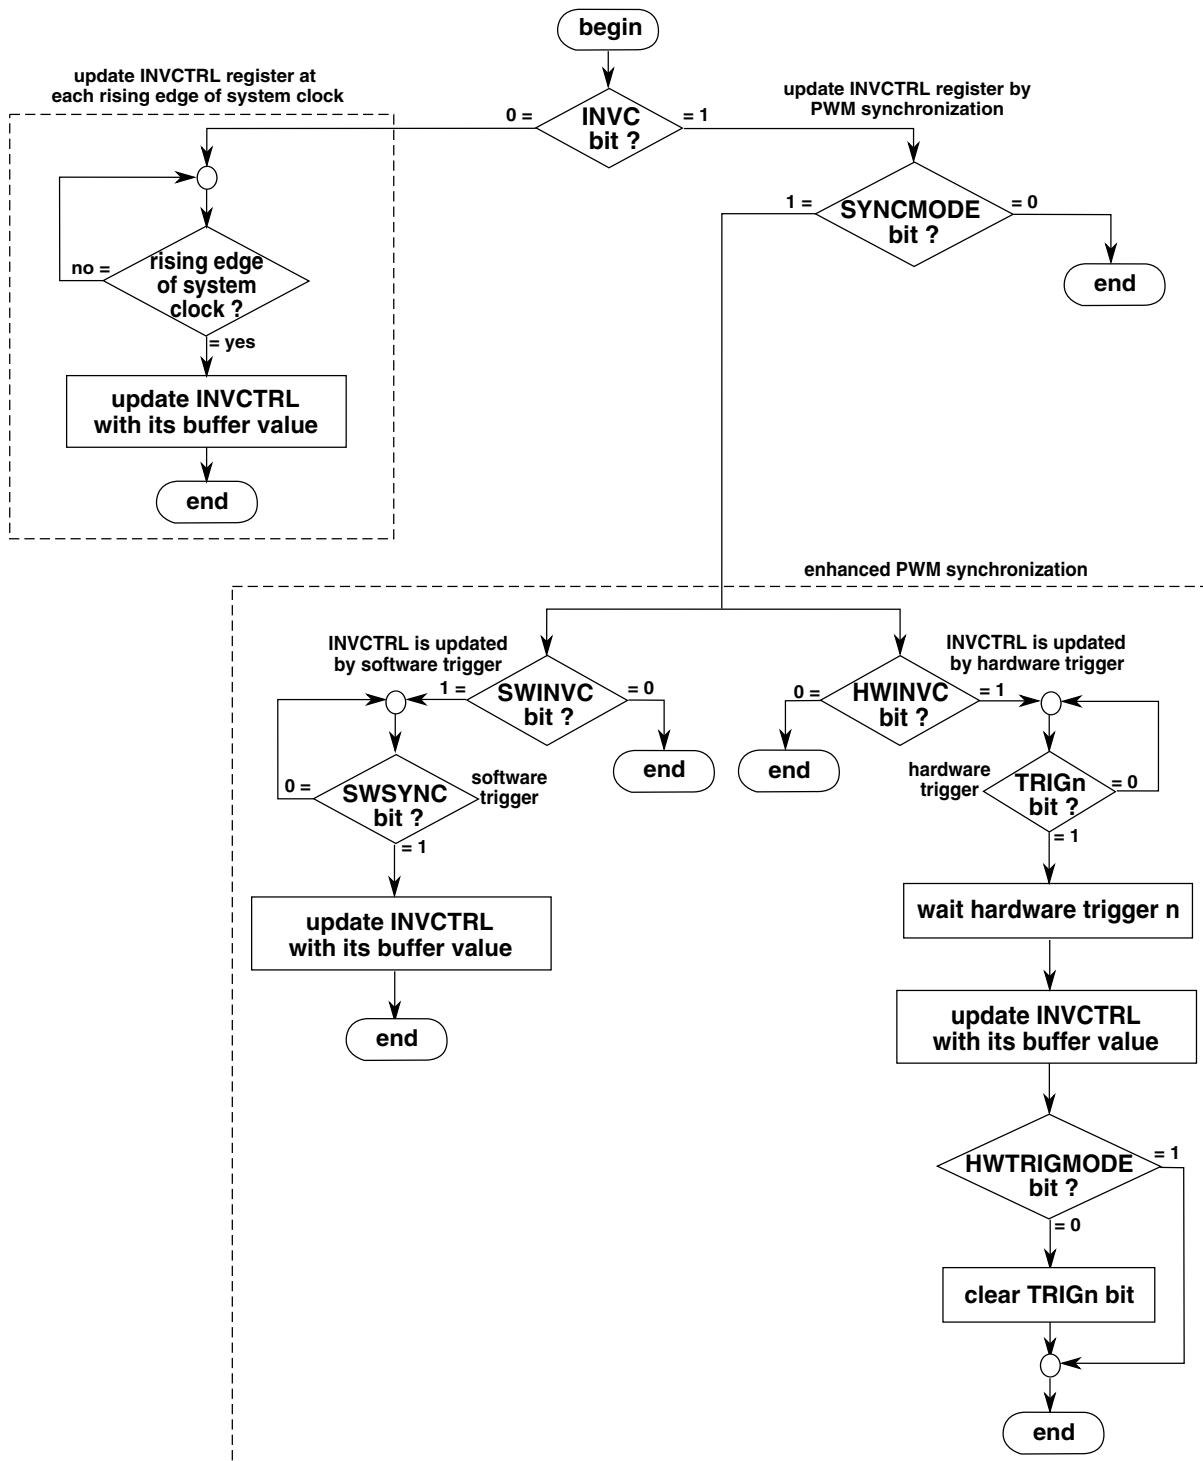 begin
update INVCTRL register at
each rising edge of system clock
update INVCTRL register by
PWM synchronization
0 =
INVC
bit ?
= 1
1 =
SYNCMODE
bit ?
= 0
end
no =
rising edge
of system
clock ?
= yes
update INVCTRL
with its buffer value
end
enhanced PWM synchronization
INVCTRL is updated
by software trigger
INVCTRL is updated
by hardware trigger
1 =
SWINVC
bit ?
= 0
end
0 =
HWINVC
bit ?
= 1
end
0 =
SWSYNC
bit ?
software
trigger
= 1
hardware
trigger
TRIGn
bit ?
= 0
= 1
update INVCTRL
with its buffer value
end
wait hardware trigger n
update INVCTRL
with its buffer value
HWTRIGMODE
bit ?
= 1
= 0
clear TRIGn bit
end